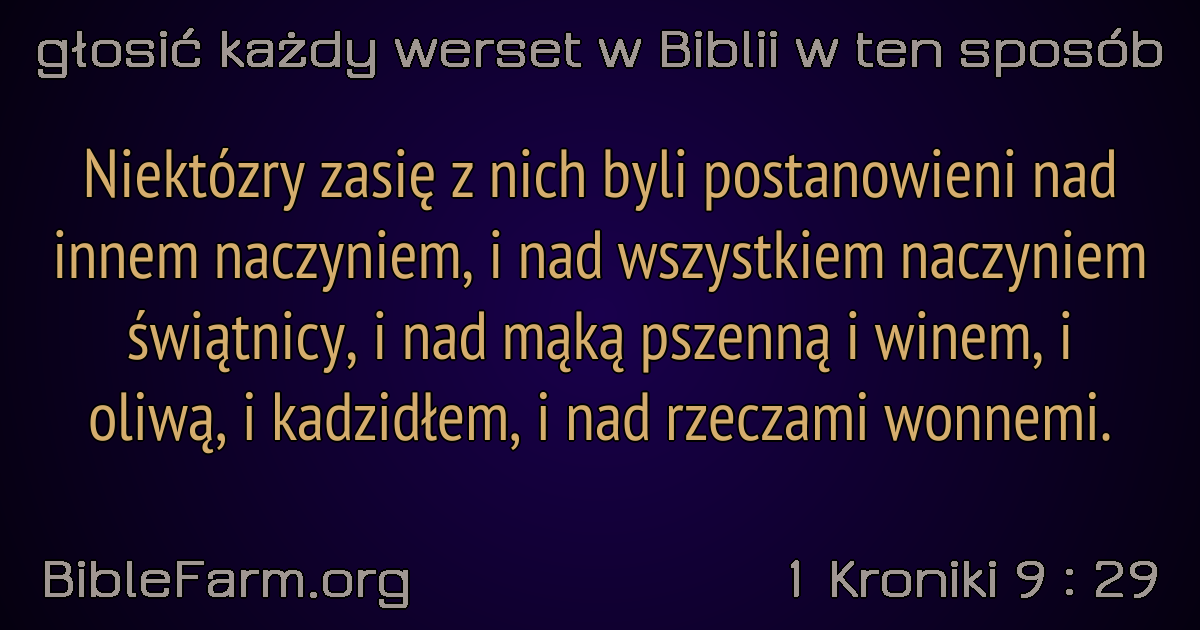 głosić każdy werset w Biblii w ten sposób
Niektózry zasię z nich byli postanowieni nad
innem naczyniem, i nad wszystkiem naczyniem
świątnicy, i nad mąką pszenną i winem, i
oliwą, i kadzidłem, i nad rzeczami wonnemi.
BibleFarm.org
1 Kroniki 9 : 29